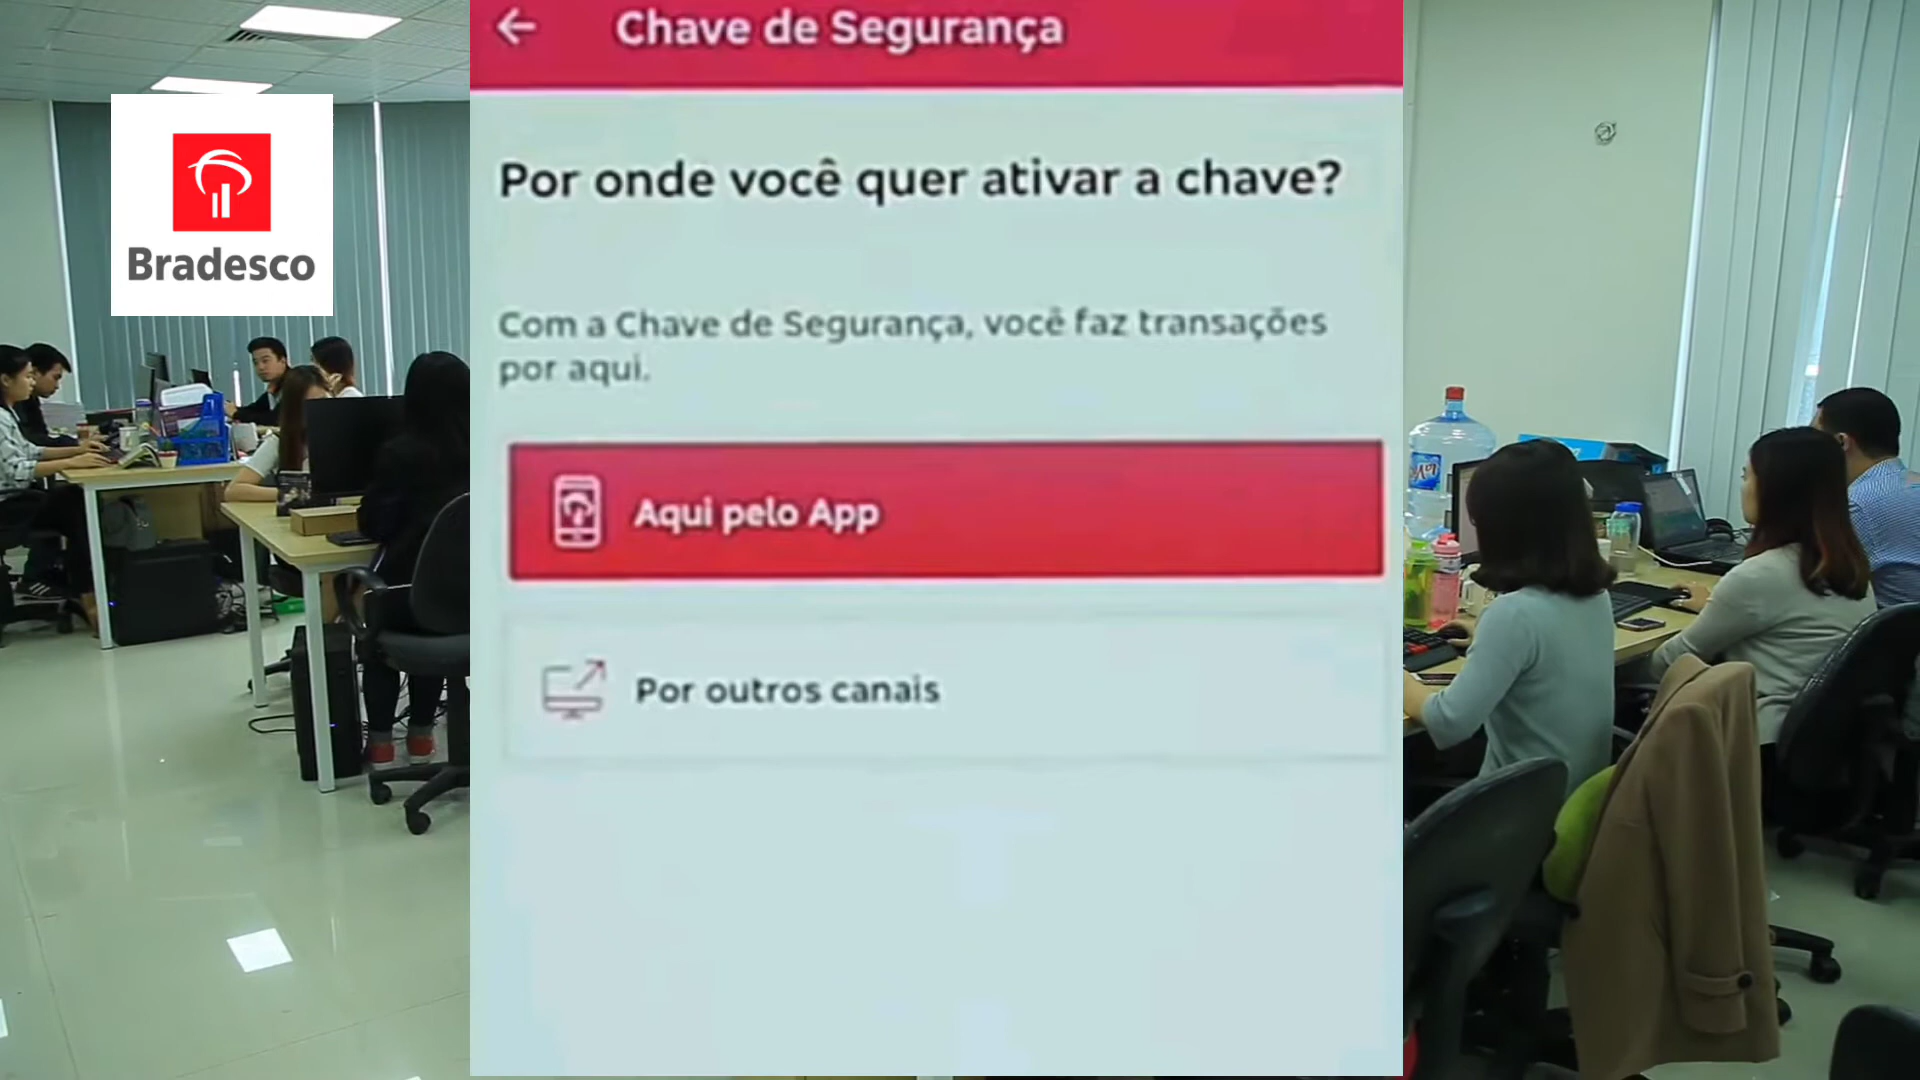 Chave de Segurança
Bradesco
Por onde você quer ativar a chave?
Com a Chave de Segurança, você faz transações
por aqui.
Aqui pelo App
Por outros canais